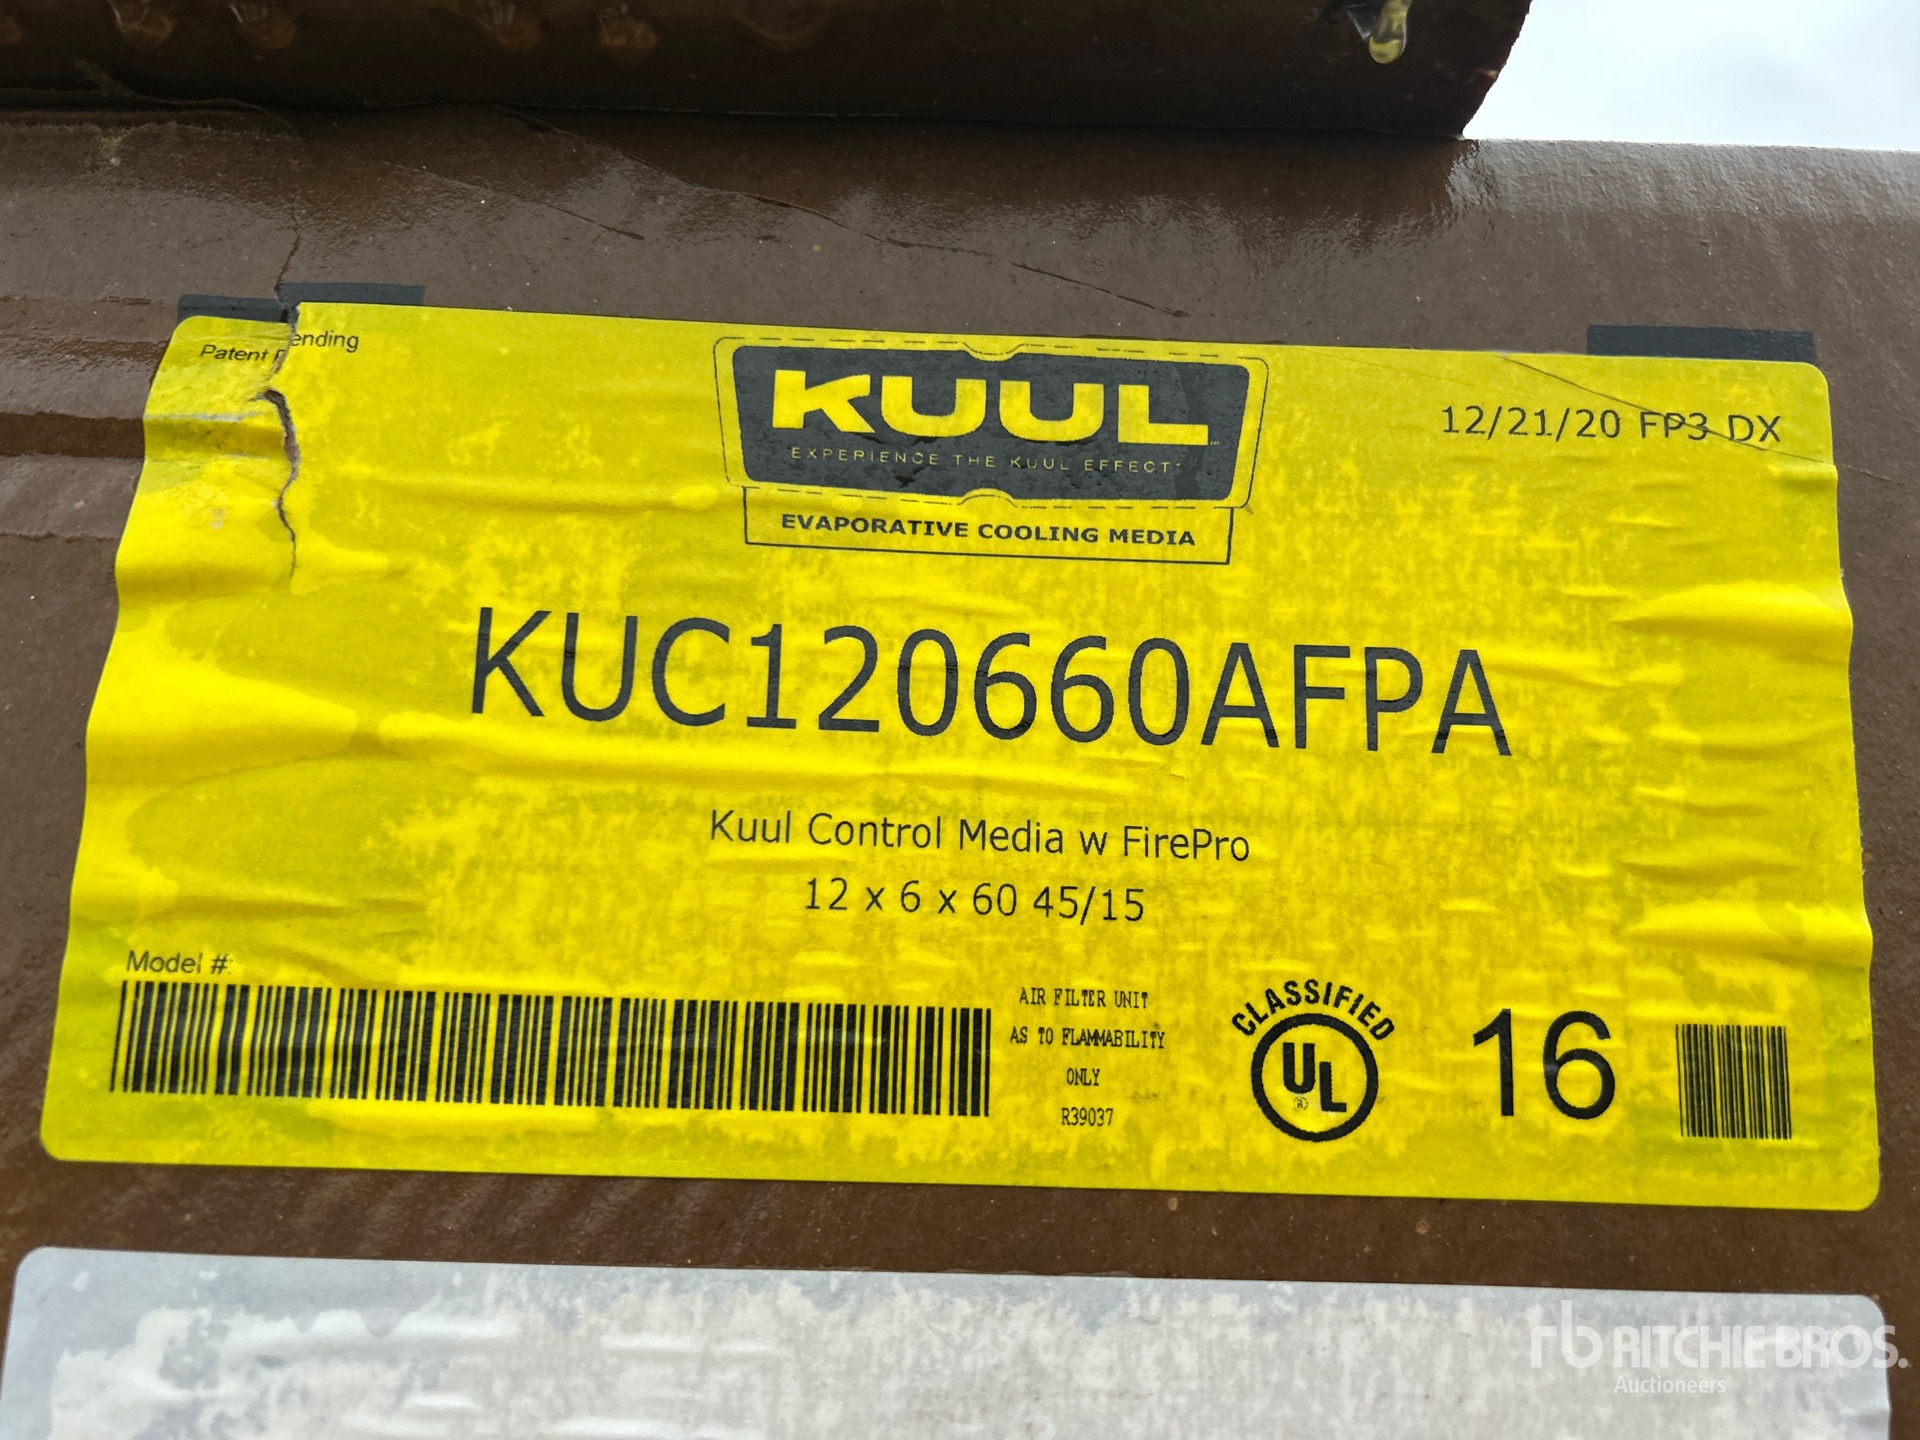 Patent Pending
KUUL
EXPERIENCE THE KUUL EFFECT
12/21/20 FP3 DX
EVAPORATIVE COOLING MEDIA
KUC120660AFPA
Kuul Control Media w FirePro
12 x 6 x 60 45/15
Model #:
AIR FILTER UNIT
AS TO FLAMMABILITY
ONLY
R39037
CLASSIFIED
UL
®
16
rb RITCHIE BROS.
Auctioneers